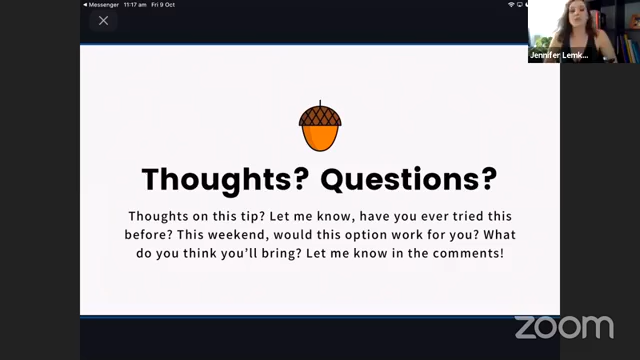 Messenger 11:17 am Fri 9 Oct
Jennifer Lemk...
Thoughts? Questions?
Thoughts on this tip? Let me know, have you ever tried this
before? This weekend, would this option work for you? What
do you think you'll bring? Let me know in the comments!
zoom